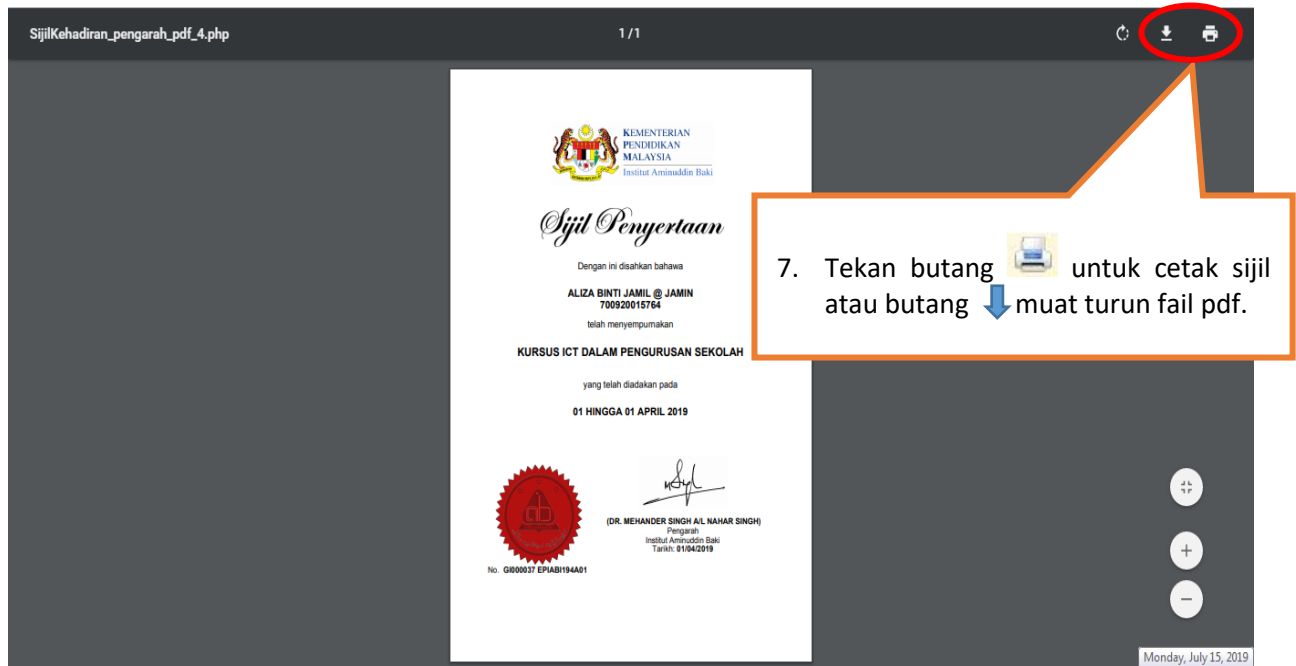 SijilKehadiran_pengarah_pdf_4.php
1 / 1
KEMENTERIAN
PENDIDIKAN
MALAYSIA
Institut Aminuddin Baki
Sijil Penyertaan
Dengan ini disahkan bahawa
ALIZA BINTI JAMIL @ JAMIN
700920015764
telah menyempurnakan
KURSUS ICT DALAM PENGURUSAN SEKOLAH
yang telah diadakan pada
01 HINGGA 01 APRIL 2019
(DR. MEHANDER SINGH A/L NAHAR SINGH)
Pengarah
Institut Aminuddin Baki
Tarikh: 01/04/2019
No. GI000037 EPIABI194A01
7. Tekan butang untuk cetak sijil
atau butang muat turun fail pdf.
Monday, July 15, 2019